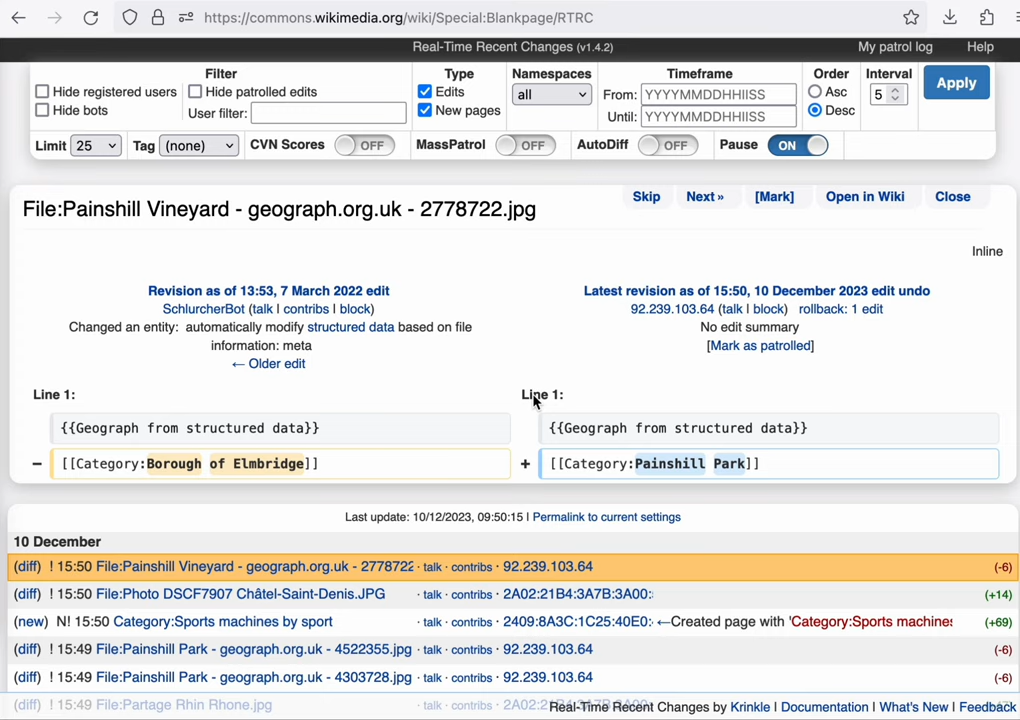 https://commons.wikimedia.org/wiki/Special:Blankpage/RTRC
Real-Time Recent Changes (v1.4.2) My patrol log Help
Filter Type Namespaces Timeframe Order Interval
Hide registered users Hide patrolled edits Edits all From: YYYYMMDDHHIISS Asc 5 Apply
Hide bots User filter: New pages Until: YYYYMMDDHHIISS Desc
Limit 25 Tag (none) CVN Scores OFF MassPatrol OFF AutoDiff OFF Pause ON
File:Painshill Vineyard - geograph.org.uk - 2778722.jpg Skip Next» [Mark] Open in Wiki Close
Inline
Revision as of 13:53, 7 March 2022 edit
SchlurcherBot (talk | contribs | block)
Changed an entity: automatically modify structured data based on file
information: meta
← Older edit
Latest revision as of 15:50, 10 December 2023 edit undo
92.239.103.64 (talk | block) rollback: 1 edit
No edit summary
[Mark as patrolled]
Line 1: Line 1:
{{Geograph from structured data}} {{Geograph from structured data}}
− [[Category:Borough of Elmbridge]] + [[Category:Painshill Park]]
Last update: 10/12/2023, 09:50:15 | Permalink to current settings
10 December
(diff) ! 15:50 File:Painshill Vineyard - geograph.org.uk - 277872 · talk · contribs · 92.239.103.64 (-6)
(diff) ! 15:50 File:Photo DSCF7907 Châtel-Saint-Denis.JPG · talk · contribs · 2A02:21B4:3A7B:3A00: (+14)
(new) N! 15:50 Category:Sports machines by sport · talk · contribs · 2409:8A3C:1C25:40E0: ←Created page with 'Category:Sports machines (+69)
(diff) ! 15:49 File:Painshill Park - geograph.org.uk - 4522355.jpg · talk · contribs · 92.239.103.64 (-6)
(diff) ! 15:49 File:Painshill Park - geograph.org.uk - 4303728.jpg · talk · contribs · 92.239.103.64 (-6)
(diff) ! 15:49 File:Partage Rhin Rhone.jpg · talk · contribs
Real-Time Recent Changes by Krinkle | Documentation | What's New | Feedback